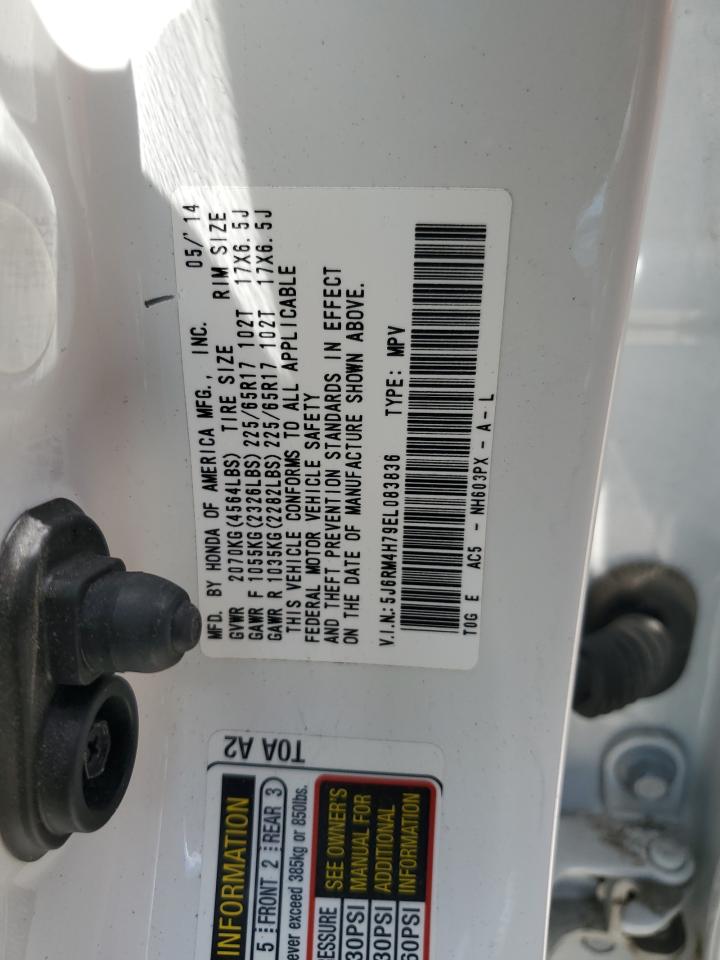 MFD. BY HONDA OF AMERICA MFG., INC. 05/'14
GVWR 2070KG(4564LBS) TIRE SIZE RIM SIZE
GAWR F 1055KG(2326LBS) 225/65R17 102T 17X6.5J
GAWR R 1035KG(2282LBS) 225/65R17 102T 17X6.5J
THIS VEHICLE CONFORMS TO ALL APPLICABLE
FEDERAL MOTOR VEHICLE SAFETY
AND THEFT PREVENTION STANDARDS IN EFFECT
ON THE DATE OF MANUFACTURE SHOWN ABOVE.
V.I.N.:5J6RM4H79EL083836 TYPE: MPV
T0G E AC5 - NH603PX - A - L
T0A A2
INFORMATION
5 FRONT 2 REAR 3
ever exceed 385kg or 850lbs.
ESSURE SEE OWNER'S
30PSI MANUAL FOR
30PSI ADDITIONAL
60PSI INFORMATION